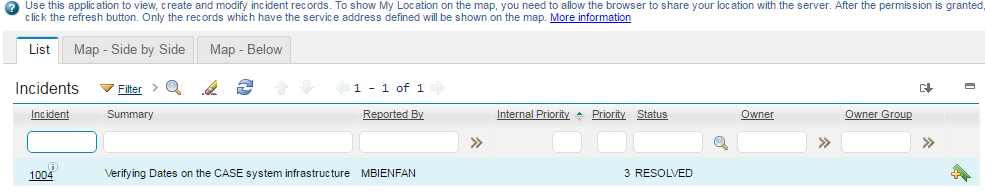 Use this application to view, create and modify incident records. To show My Location on the map, you need to allow the browser to share your location with the server. After the permission is granted,
click the refresh button. Only the records which have the service address defined will be shown on the map. More information
List Map - Side by Side Map - Below
Incidents Filter > 1 - 1 of 1
Incident Summary Reported By Internal Priority Priority Status Owner Owner Group
1004 Verifying Dates on the CASE system infrastructure MBIENFAN 3 RESOLVED